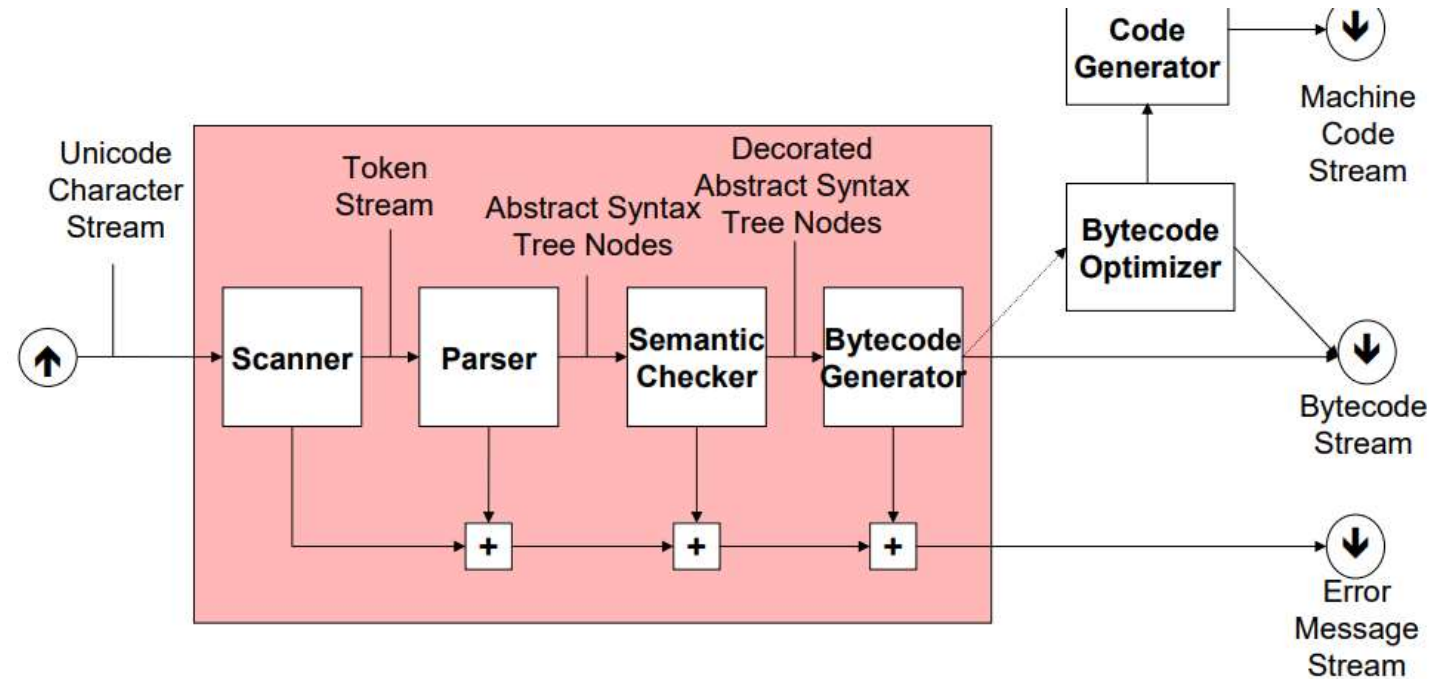 Code
Generator
Machine
Code
Stream
Unicode
Character
Stream
Token
Stream
Abstract Syntax
Tree Nodes
Decorated
Abstract Syntax
Tree Nodes
Bytecode
Optimizer
Scanner
Parser
Semantic
Checker
Bytecode
Generator
Bytecode
Stream
+
+
+
Error
Message
Stream